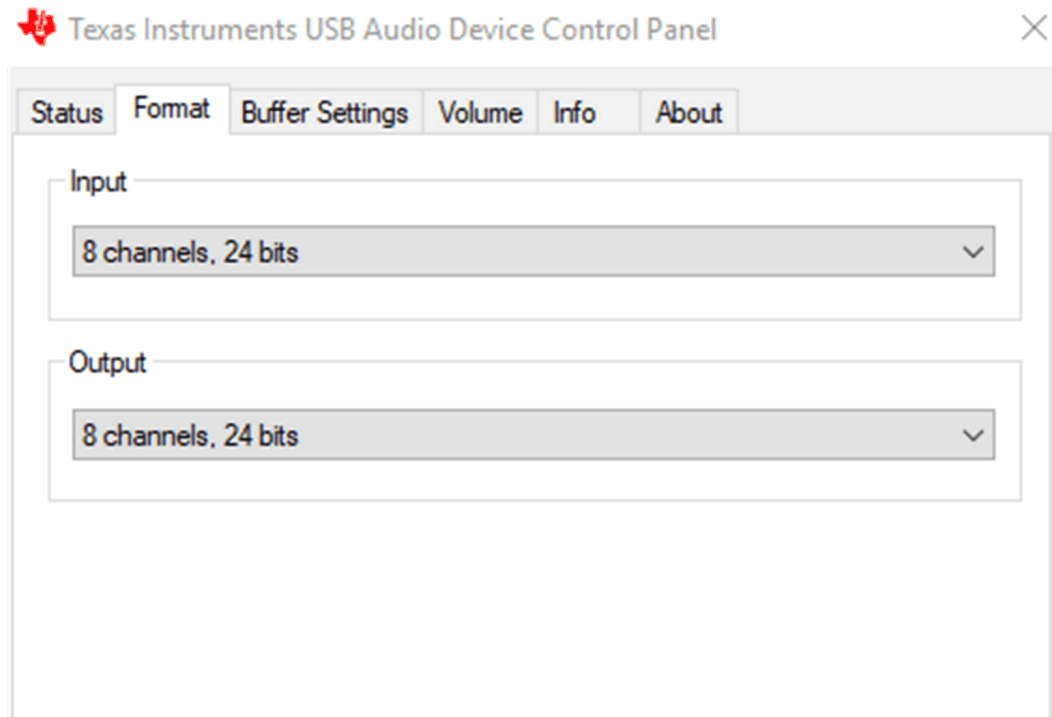 Texas Instruments USB Audio Device Control Panel
Status Format Buffer Settings Volume Info About
Input
8 channels, 24 bits
Output
8 channels, 24 bits